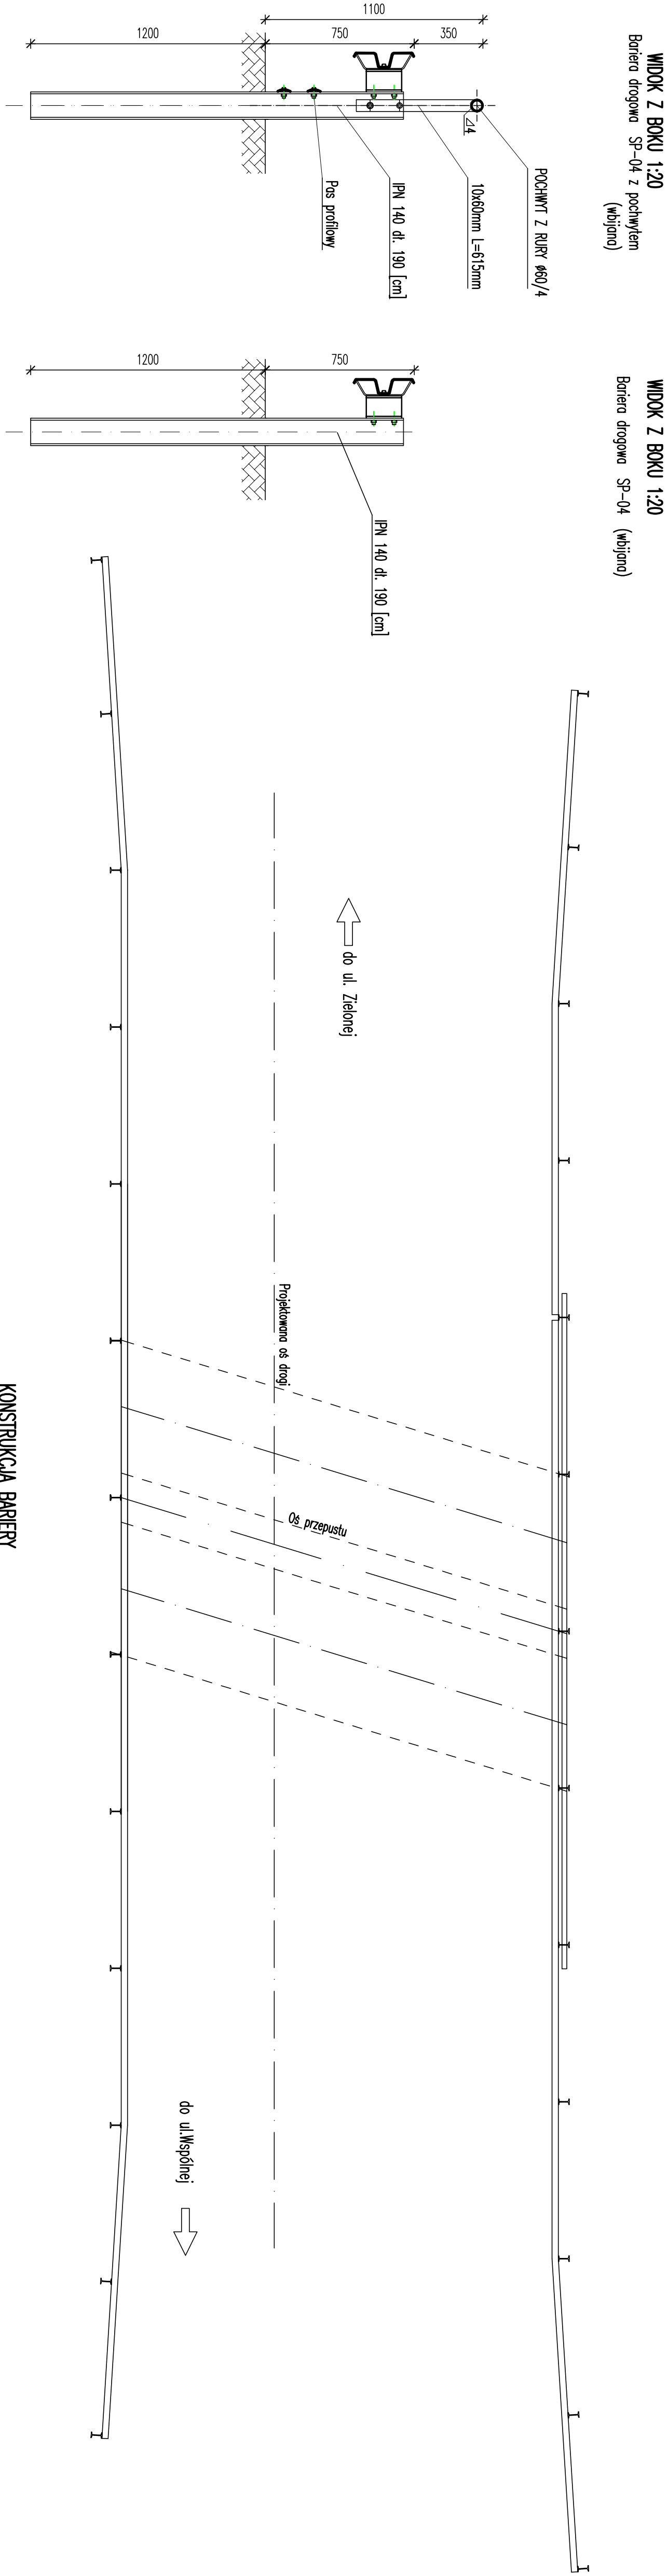 WIDOK Z BOKU 1:20
Bariera drogowa SP-04 z pochwytem
(wbijana)
1100
1200
750
350
⊿4
POCHWYT Z RURY Ø60/4
10x60mm L=615mm
IPN 140 dł. 190 [cm]
Pas profilowy
WIDOK Z BOKU 1:20
Bariera drogowa SP-04 (wbijana)
1200
750
IPN 140 dł. 190 [cm]
do ul. Zielonej
Projektowana oś drogi
Oś przepustu
do ul.Wspólnej
KONSTRUKCJA BARIERY